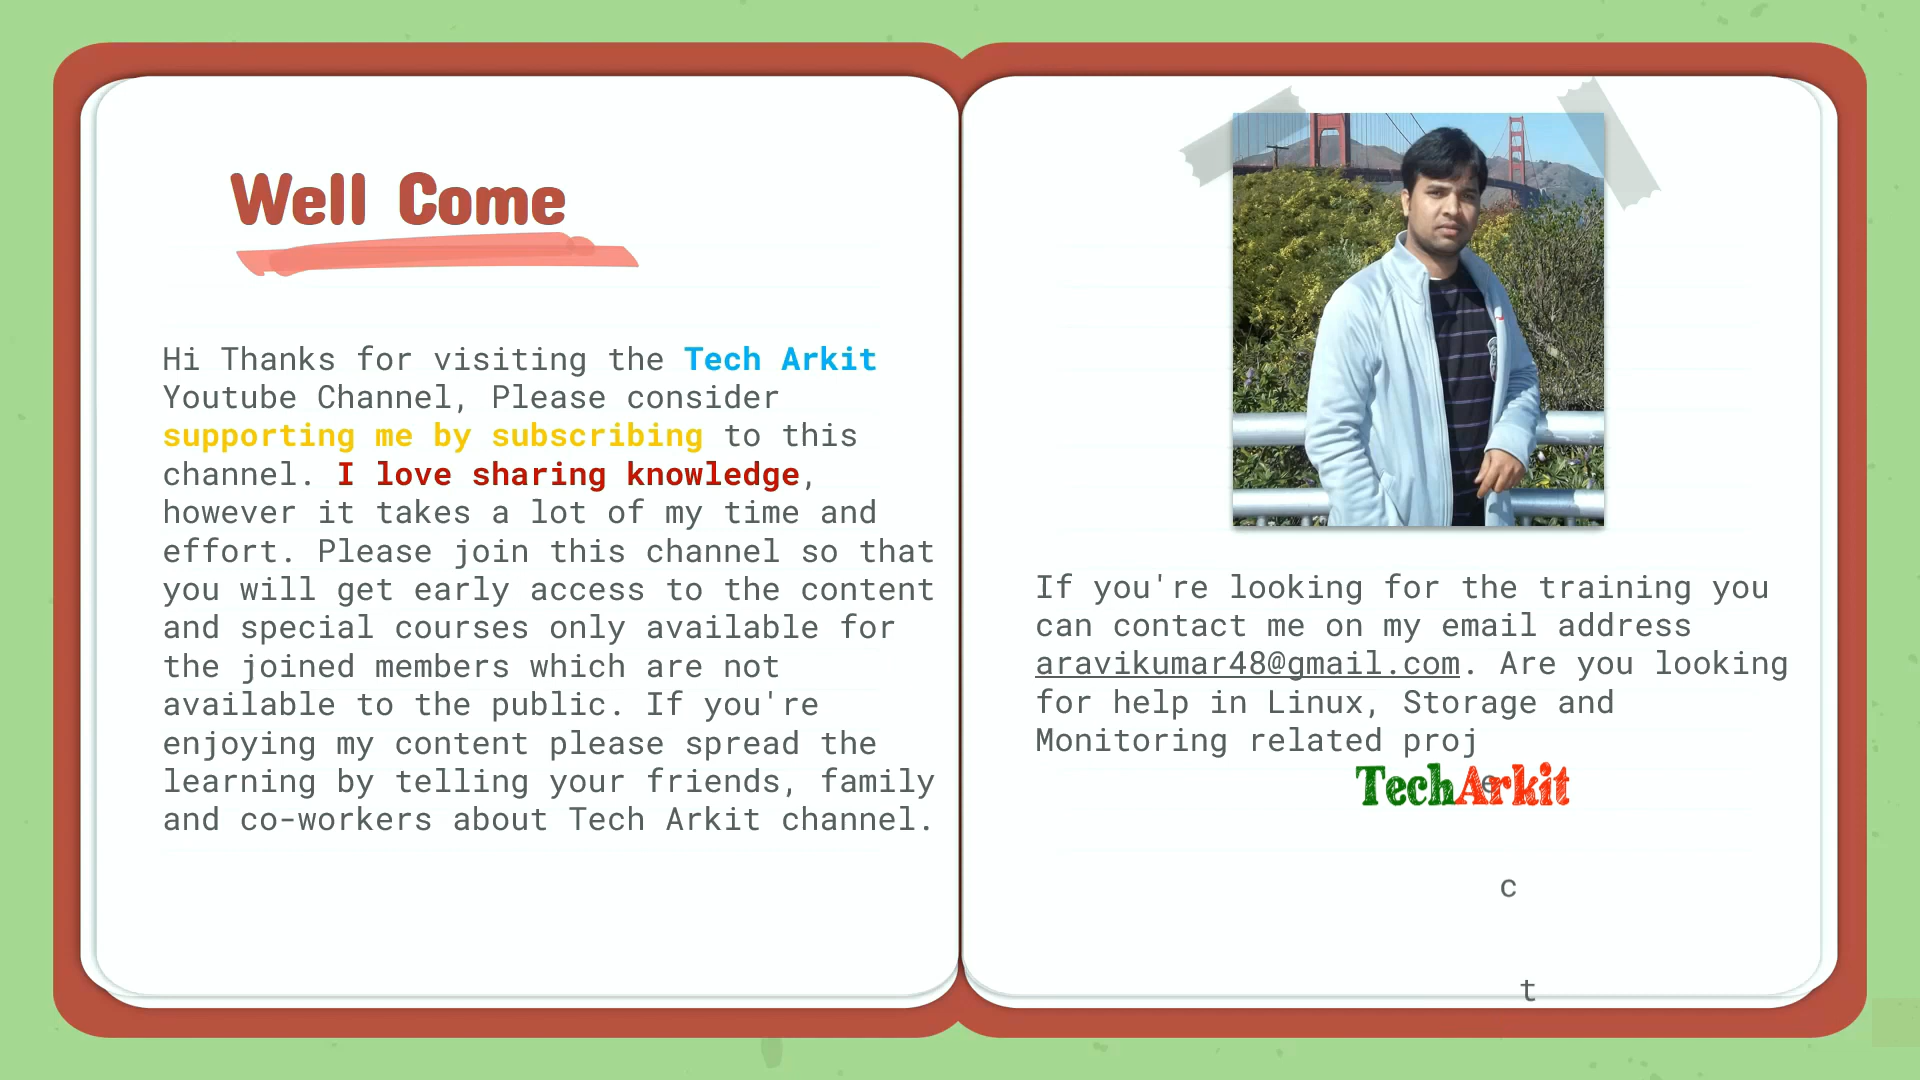 Well Come
Hi Thanks for visiting the Tech Arkit
Youtube Channel, Please consider
supporting me by subscribing to this
channel. I love sharing knowledge,
however it takes a lot of my time and
effort. Please join this channel so that
you will get early access to the content
and special courses only available for
the joined members which are not
available to the public. If you're
enjoying my content please spread the
learning by telling your friends, family
and co-workers about Tech Arkit channel.
If you're looking for the training you
can contact me on my email address
aravikumar48@gmail.com. Are you looking
for help in Linux, Storage and
Monitoring related proj
e
TechArkit
c
t